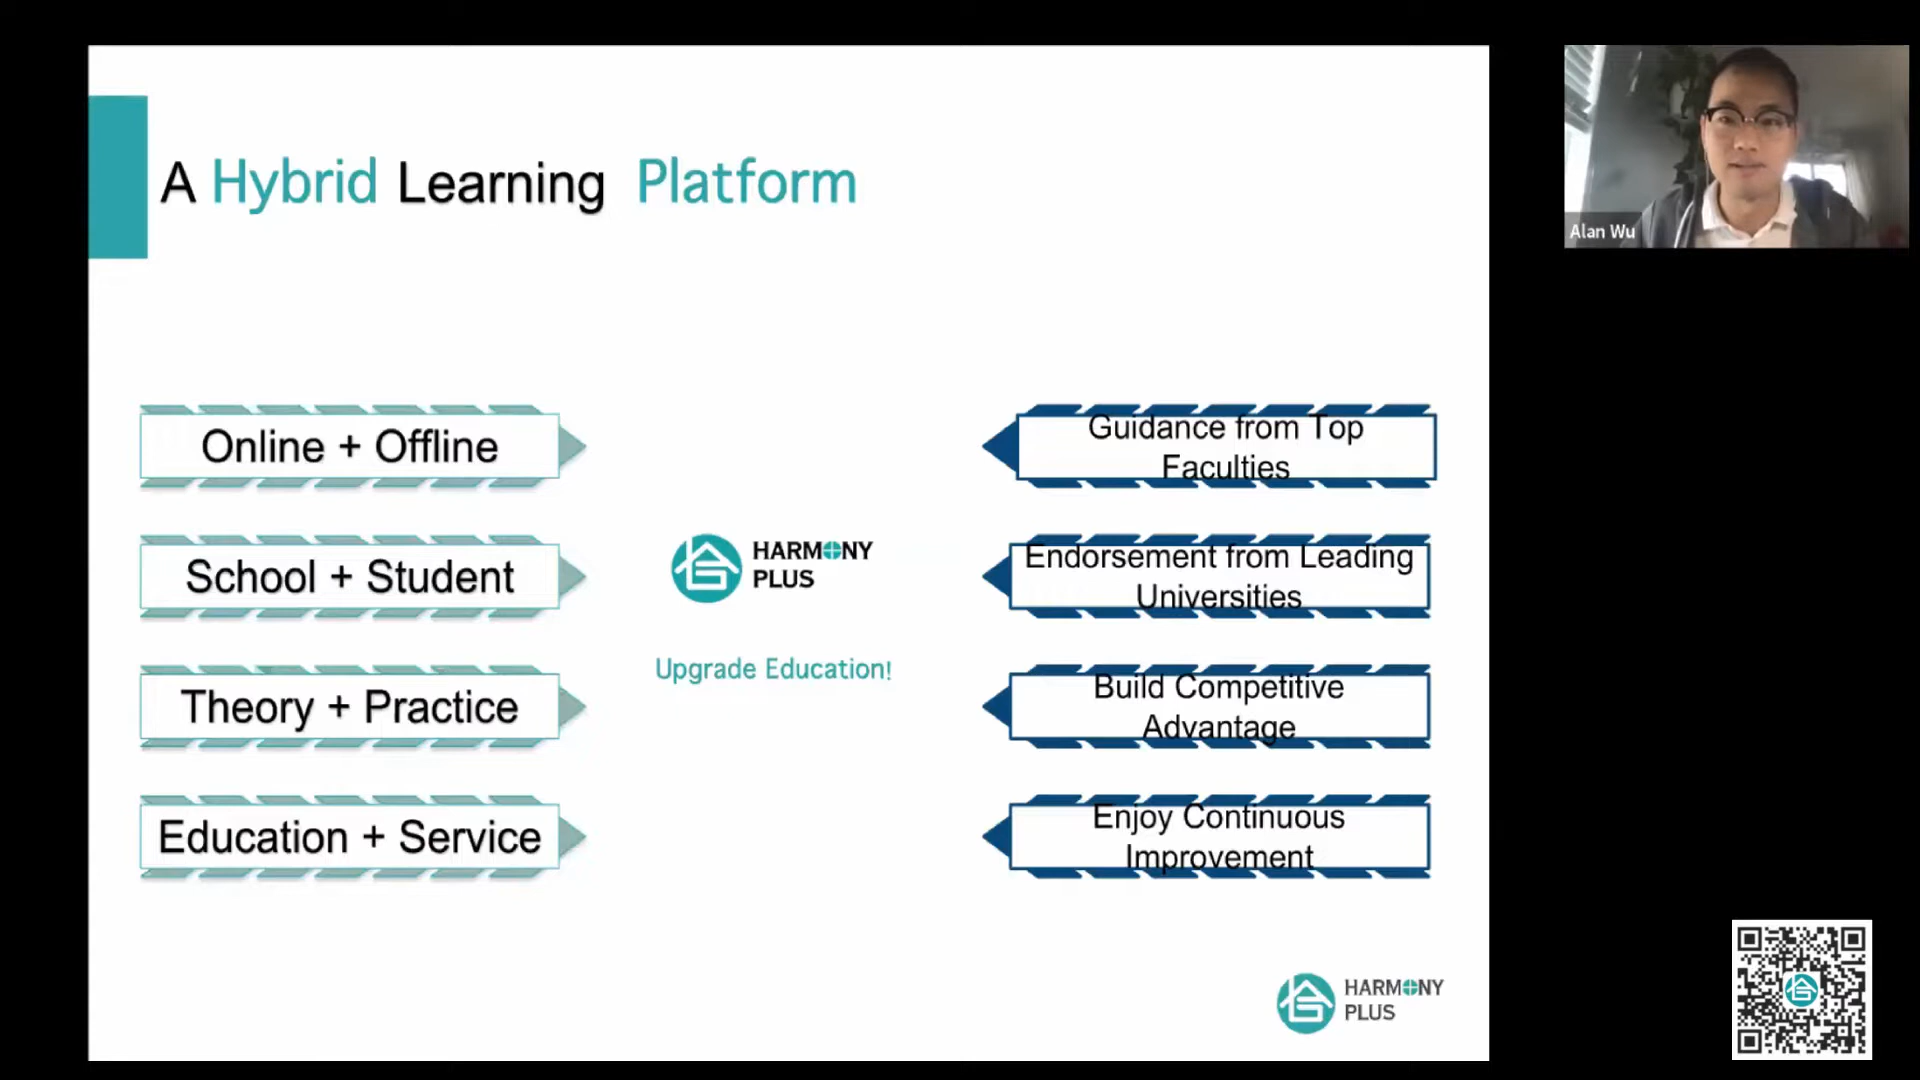 A Hybrid Learning Platform
Online + Offline
School + Student
Theory + Practice
Education + Service
HARMONY
PLUS
Upgrade Education!
Guidance from Top
Faculties
Endorsement from Leading
Universities
Build Competitive
Advantage
Enjoy Continuous
Improvement
HARMONY
PLUS
Alan Wu